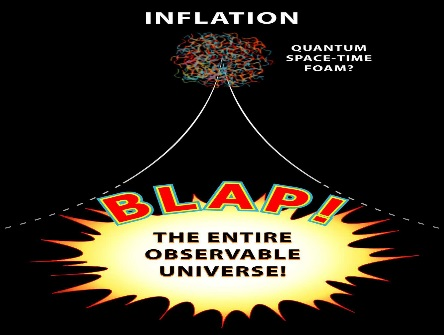 INFLATION
QUANTUM
SPACE-TIME
FOAM?
BLAP!
THE ENTIRE
OBSERVABLE
UNIVERSE!